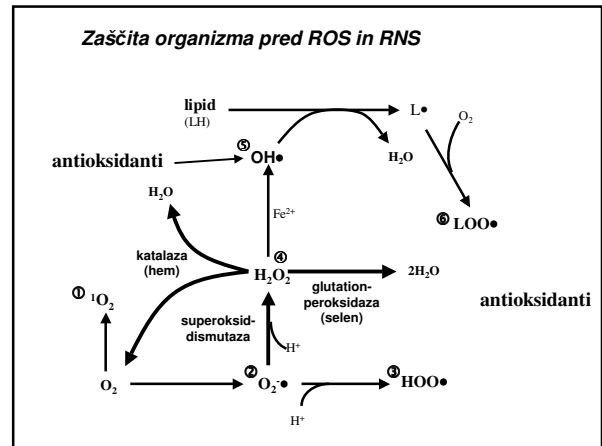 Zaščita organizma pred ROS in RNS
lipid
(LH)
L•
O₂
⑤
OH•
H₂O
antioksidanti
H₂O
Fe²⁺
⑥ LOO•
katalaza
(hem)
④
H₂O₂
glutation-
peroksidaza
(selen)
2H₂O
antioksidanti
①
¹O₂
superoksid-
dismutaza
H⁺
②
③
O₂
O₂⁻•
HOO•
H⁺